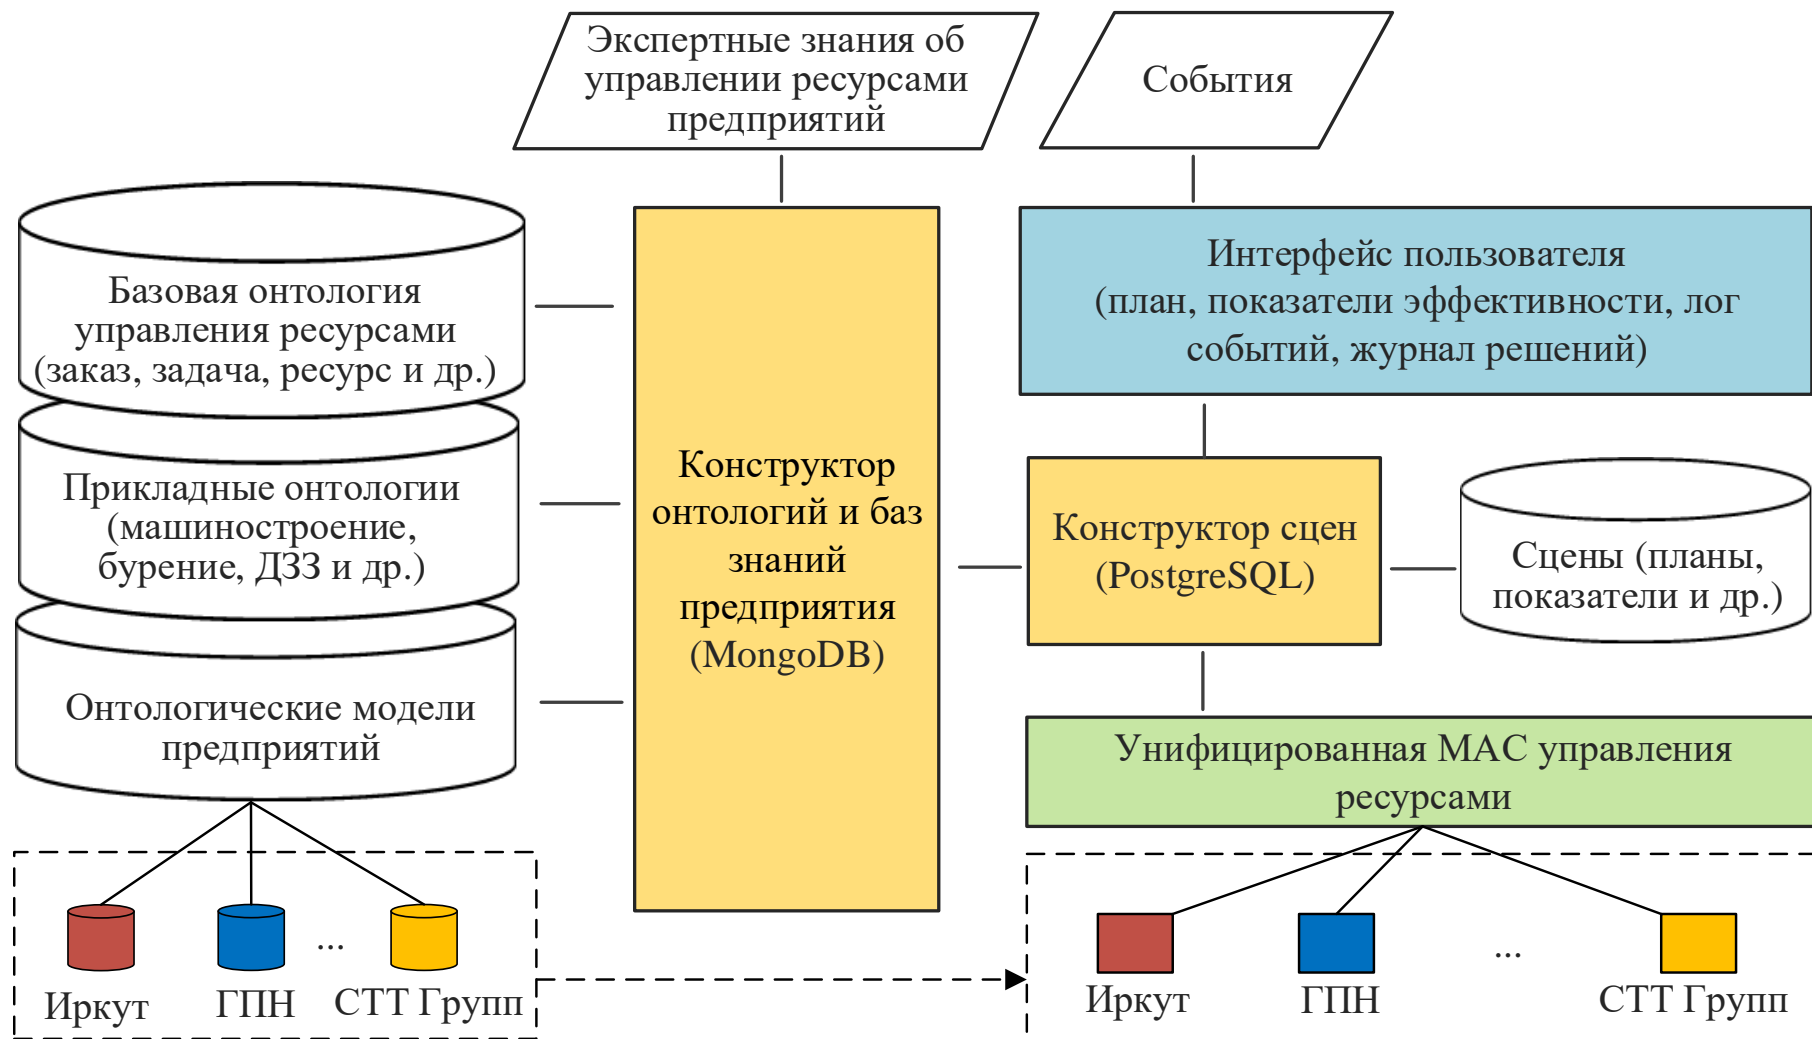 Экспертные знания об
управлении ресурсами
предприятий
События
Базовая онтология
управления ресурсами
(заказ, задача, ресурс и др.)
Прикладные онтологии
(машиностроение,
бурение, ДЗЗ и др.)
Онтологические модели
предприятий
Иркут
ГПН
...
СТТ Групп
Конструктор
онтологий и баз
знаний
предприятия
(MongoDB)
Интерфейс пользователя
(план, показатели эффективности, лог
событий, журнал решений)
Конструктор сцен
(PostgreSQL)
Сцены (планы,
показатели и др.)
Унифицированная МАС управления
ресурсами
Иркут
ГПН
...
СТТ Групп